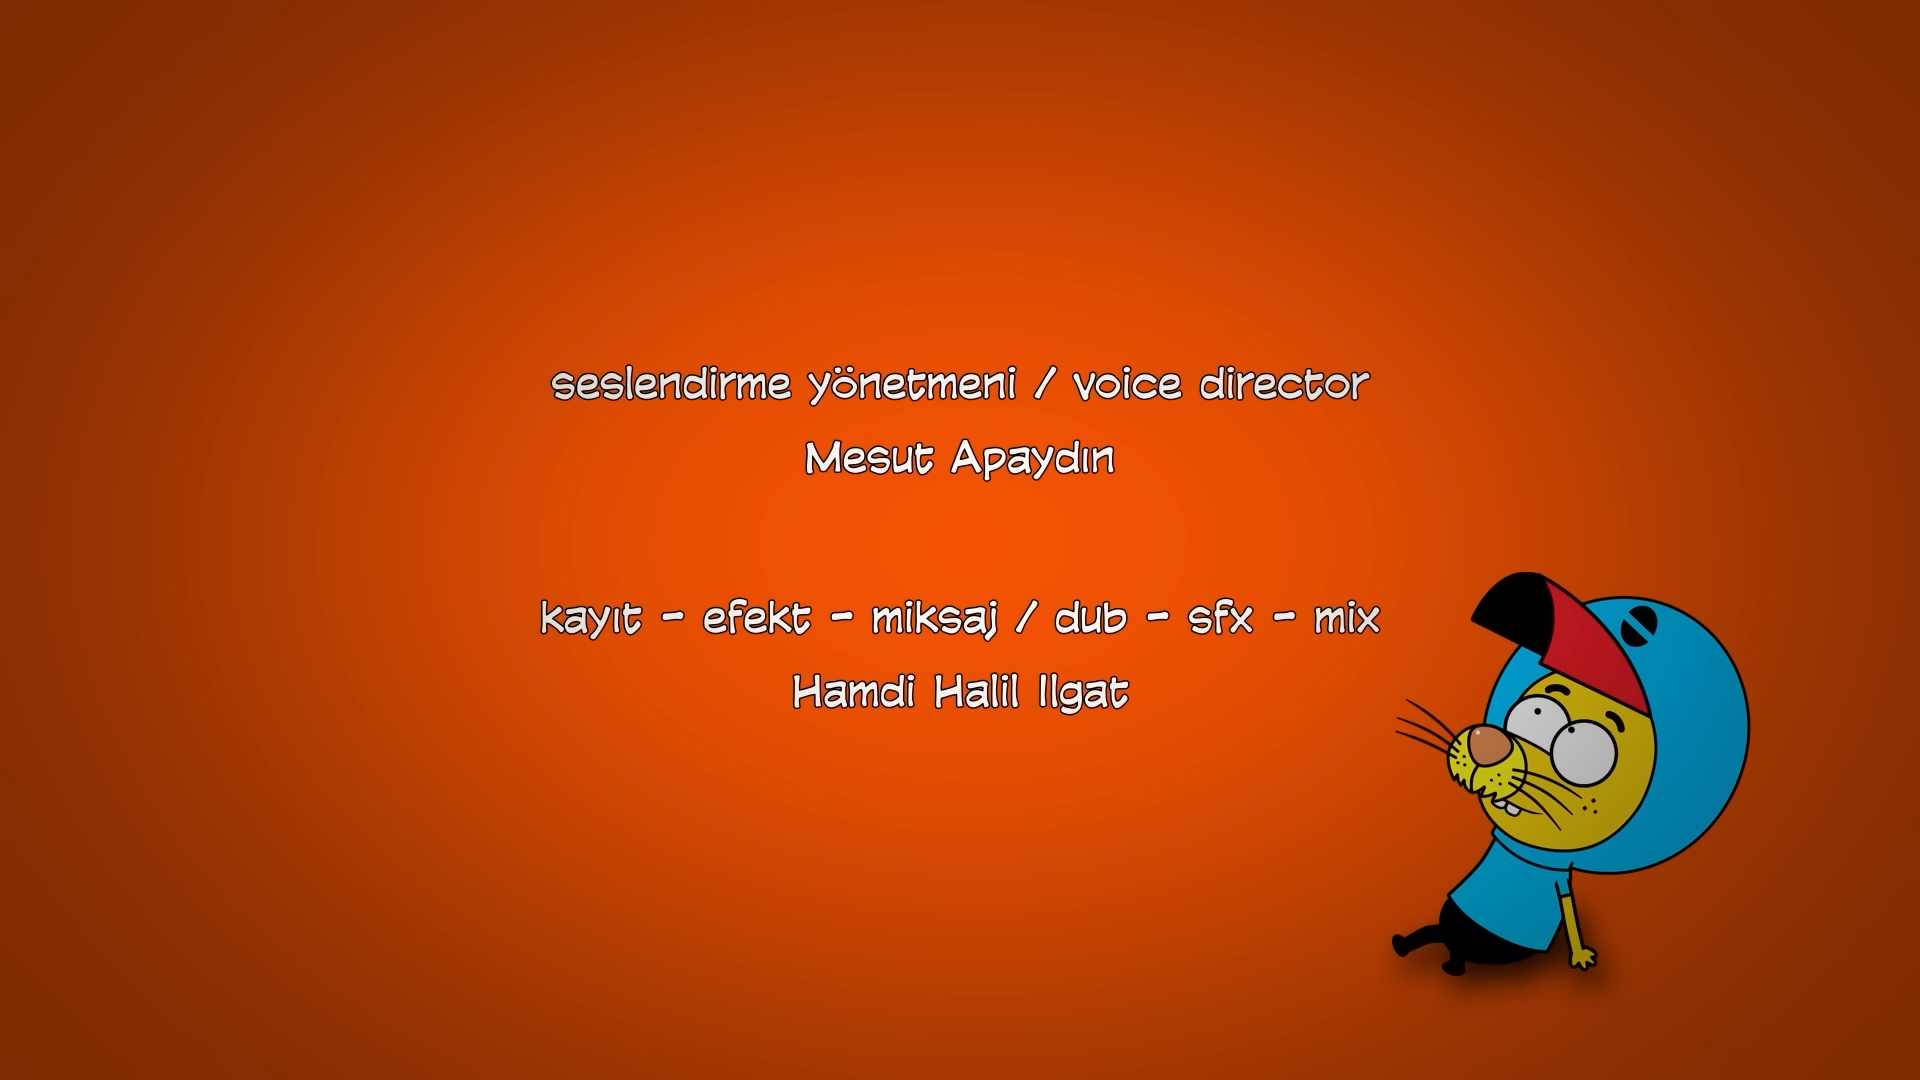 seslendirme yönetmeni / voice director
Mesut Apaydın
kayıt - efekt - miksaj / dub - sfx - mix
Hamdi Halil Ilgat